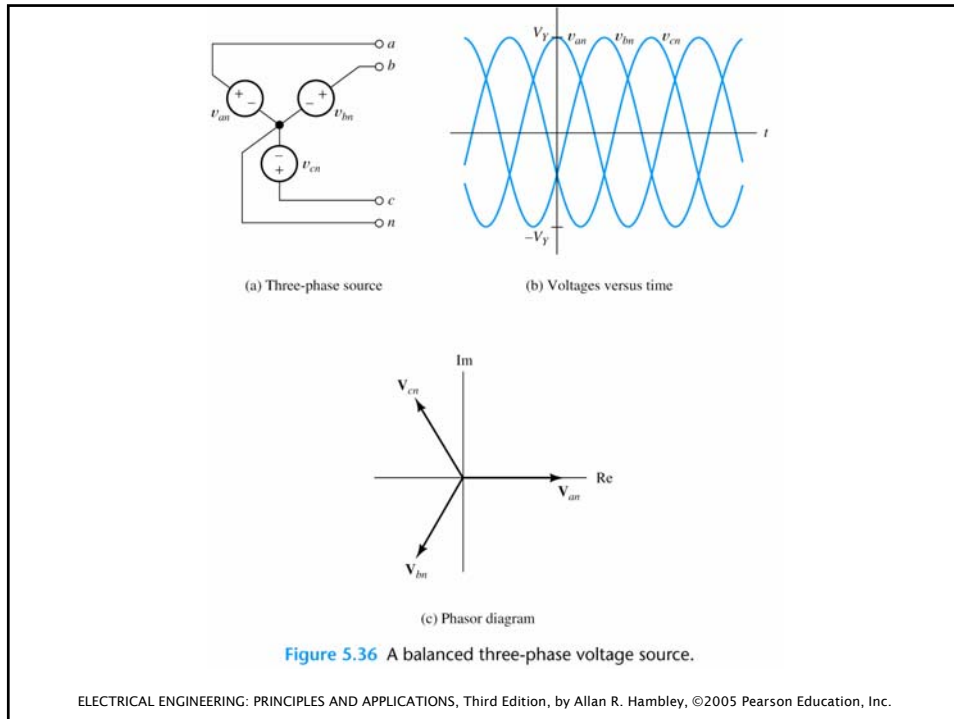 a
b
+
−
−
+
v_an
v_bn
−
+
v_cn
c
n
V_Y v_an v_bn v_cn
t
−V_Y
(a) Three-phase source
(b) Voltages versus time
Im
V_cn
Re
V_an
V_bn
(c) Phasor diagram
Figure 5.36 A balanced three-phase voltage source.
ELECTRICAL ENGINEERING: PRINCIPLES AND APPLICATIONS, Third Edition, by Allan R. Hambley, ©2005 Pearson Education, Inc.